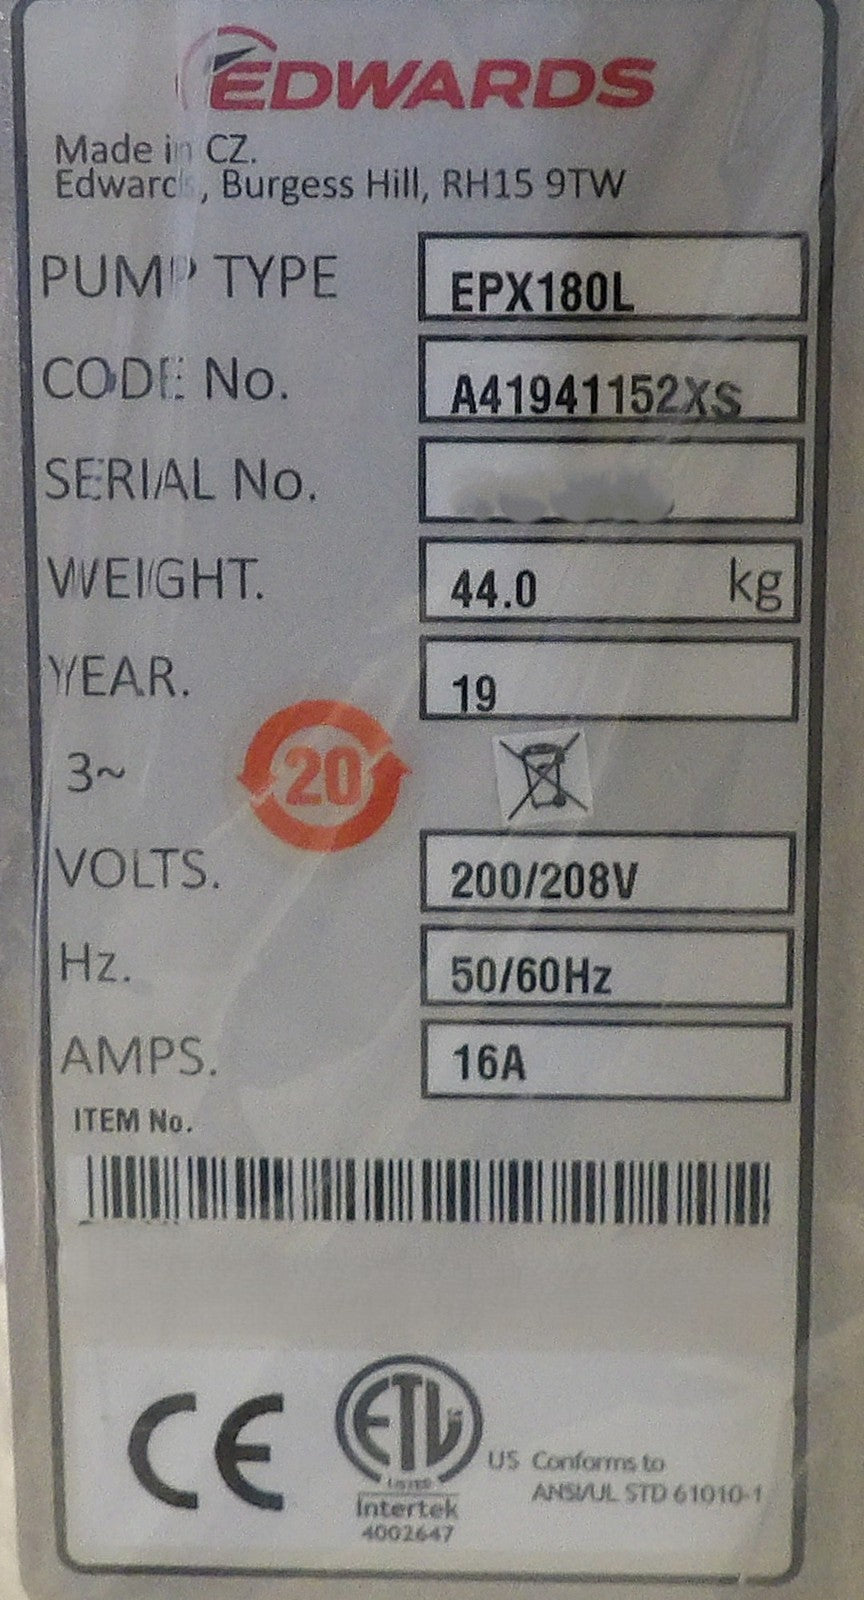 EDWARDS
Made in CZ.
Edwards, Burgess Hill, RH15 9TW
PUMP TYPE EPX180L
CODE No. A41941152XS
SERIAL No.
WEIGHT. 44.0 kg
YEAR. 19
3~ 20
VOLTS. 200/208V
Hz. 50/60Hz
AMPS. 16A
ITEM No.
CE
ETL
US Conforms to
LISTED
ANSI/UL STD 61010-1
Intertek
4002647